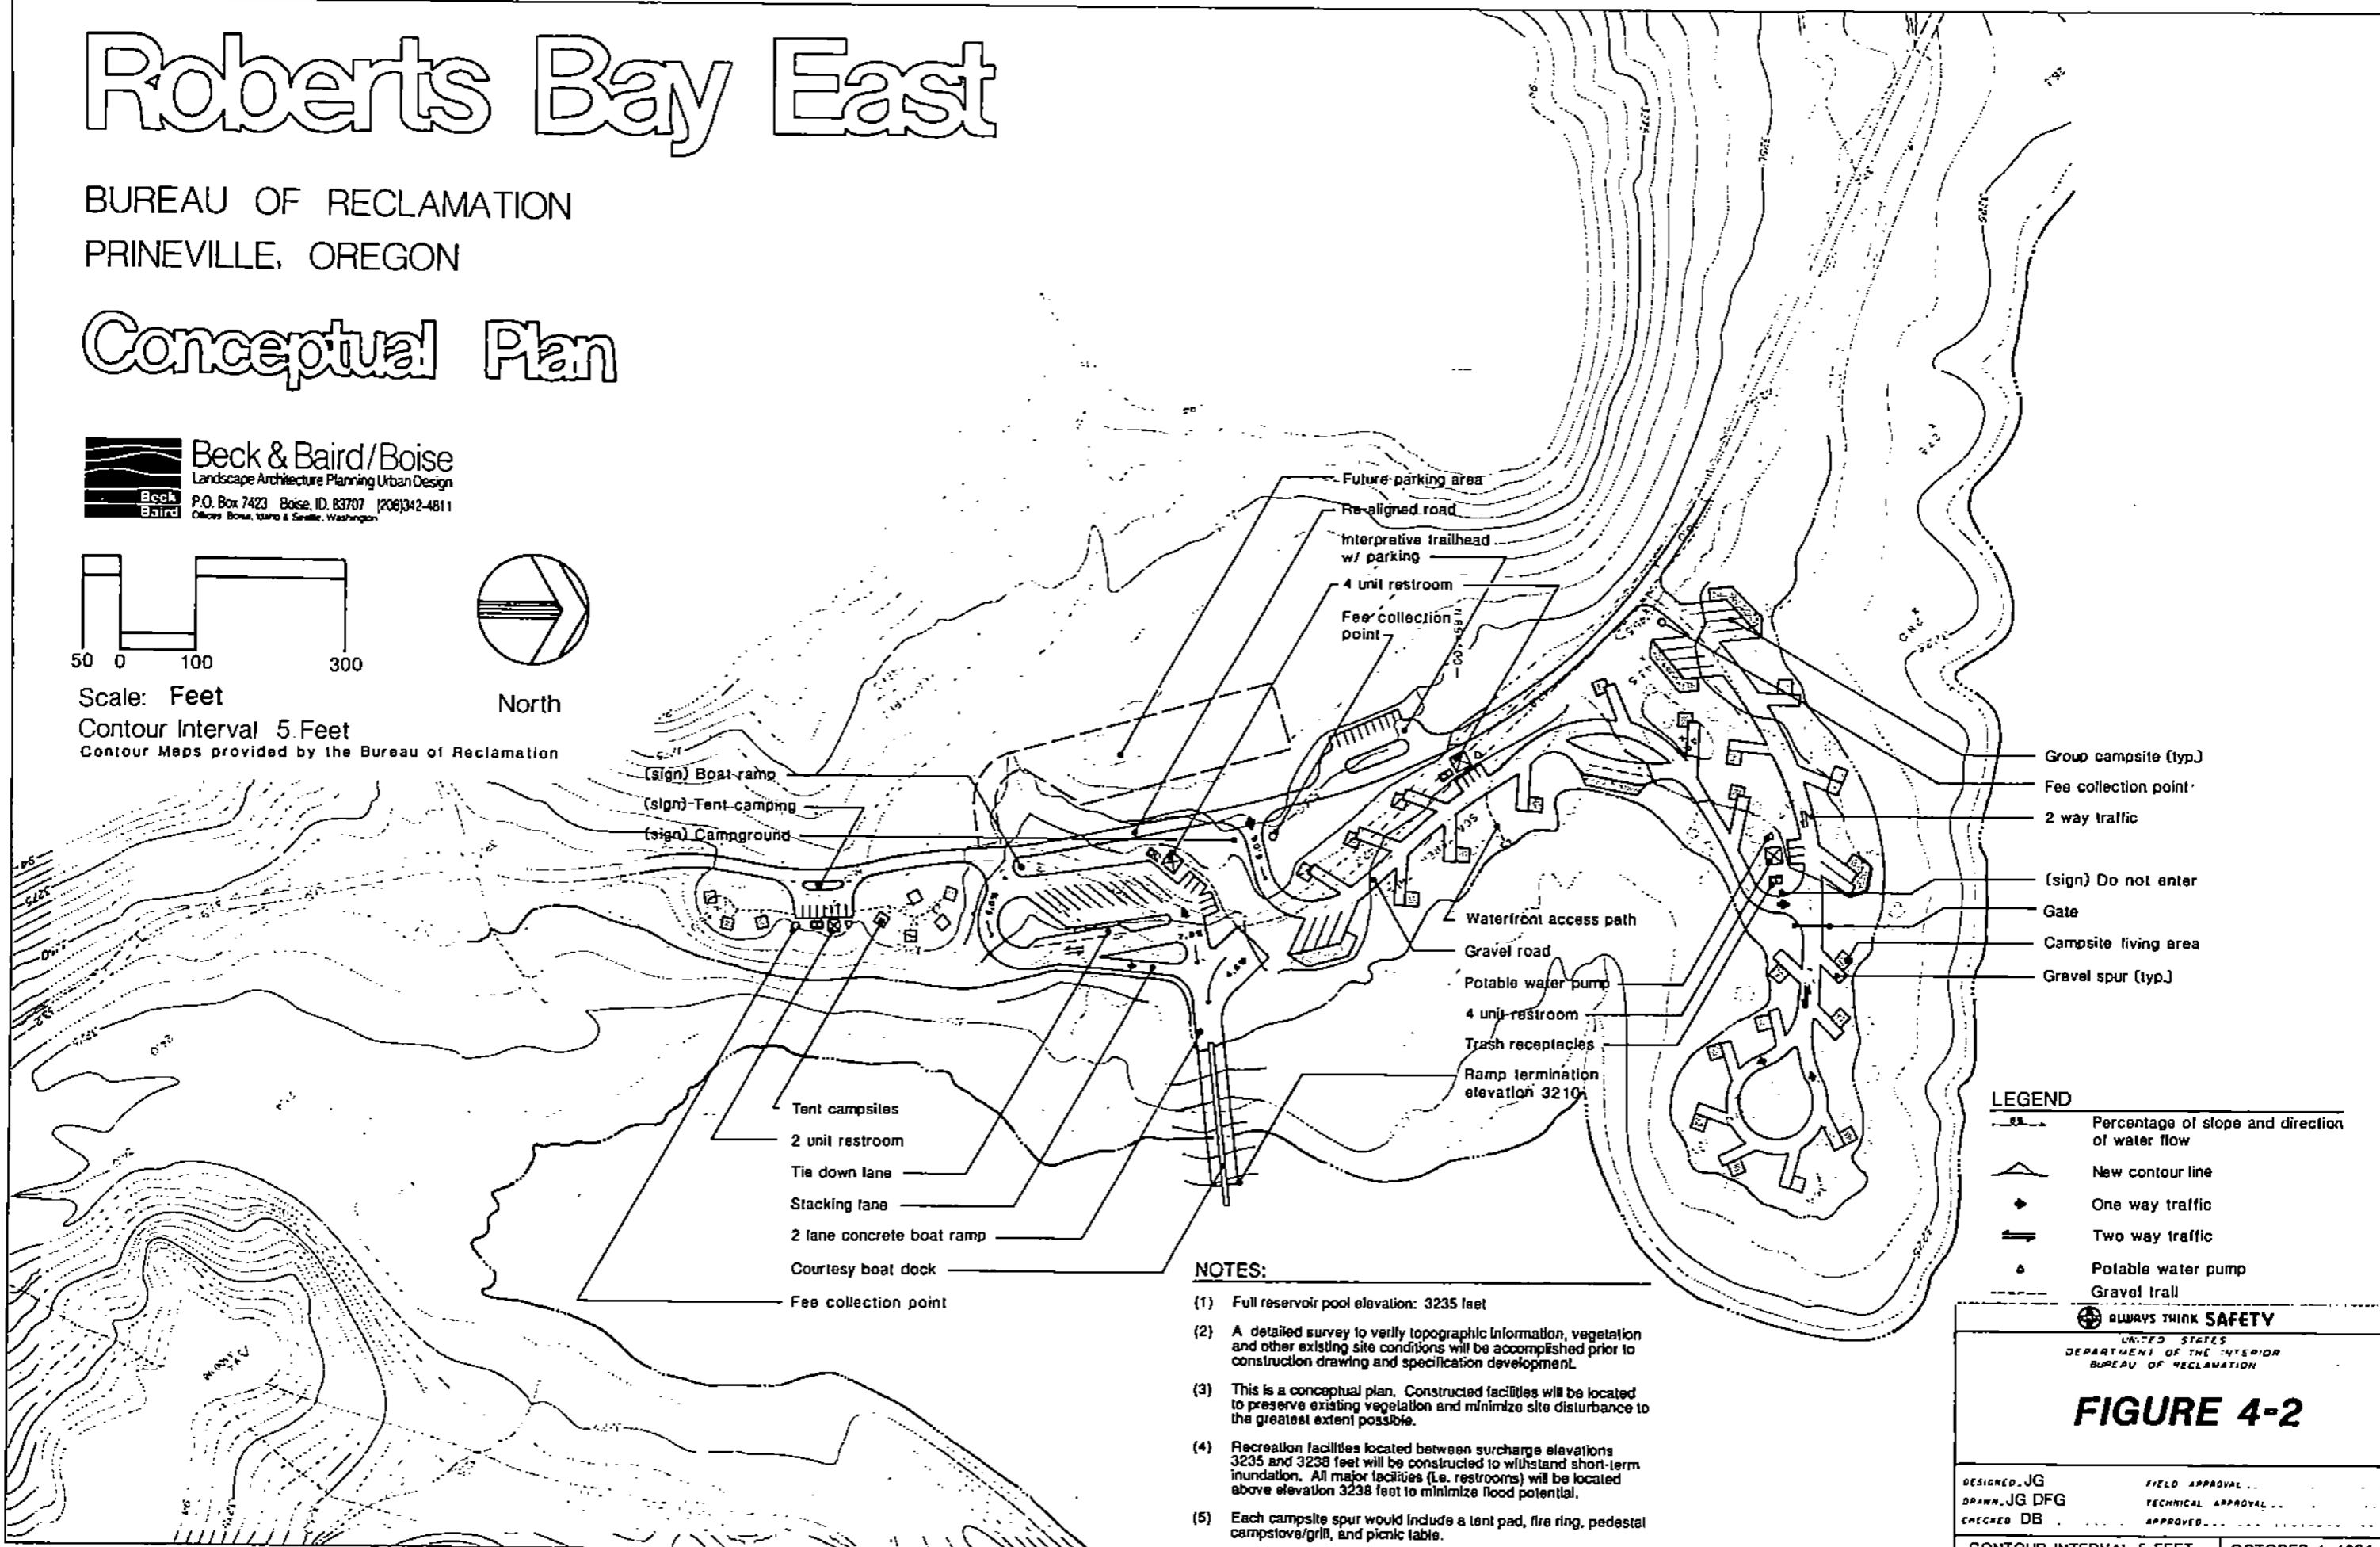 Roberts Bay East
BUREAU OF RECLAMATION
PRINEVILLE, OREGON
Conceptual Plan
Beck & Baird/Boise
Landscape Architecture Planning Urban Design
P.O. Box 7423 Boise, ID. 83707 (208)342-4811
Offices Boise, Idaho & Seattle, Washington
Beck
Baird
50 0 100 300
Scale: Feet
Contour Interval 5 Feet
Contour Maps provided by the Bureau of Reclamation
North
Future parking area
Re-aligned road
Interpretive trailhead
w/ parking
4 unit restroom
Fee collection
point
(sign) Boat ramp
(sign) Tent camping
(sign) Campground
Group campsite (typ.)
Fee collection point
2 way traffic
(sign) Do not enter
Gate
Campsite living area
Gravel spur (typ.)
Waterfront access path
Gravel road
Potable water pump
4 unit restroom
Trash receptacles
Ramp termination
elevation 3210
Tent campsites
2 unit restroom
Tie down lane
Stacking lane
2 lane concrete boat ramp
Courtesy boat dock
Fee collection point
NOTES:
(1) Full reservoir pool elevation: 3235 feet
(2) A detailed survey to verify topographic information, vegetation
and other existing site conditions will be accomplished prior to
construction drawing and specification development.
(3) This is a conceptual plan. Constructed facilities will be located
to preserve existing vegetation and minimize site disturbance to
the greatest extent possible.
(4) Recreation facilities located between surcharge elevations
3235 and 3238 feet will be constructed to withstand short-term
inundation. All major facilities (i.e. restrooms) will be located
above elevation 3238 feet to minimize flood potential.
(5) Each campsite spur would include a tent pad, fire ring, pedestal
campstove/grill, and picnic table.
LEGEND
Percentage of slope and direction
of water flow
New contour line
One way traffic
Two way traffic
Potable water pump
Gravel trail
ALWAYS THINK SAFETY
UNITED STATES
DEPARTMENT OF THE INTERIOR
BUREAU OF RECLAMATION
FIGURE 4-2
DESIGNED JG FIELD APPROVAL
DRAWN JG DFG TECHNICAL APPROVAL
CHECKED DB APPROVED
CONTOUR INTERVAL 5 FEET